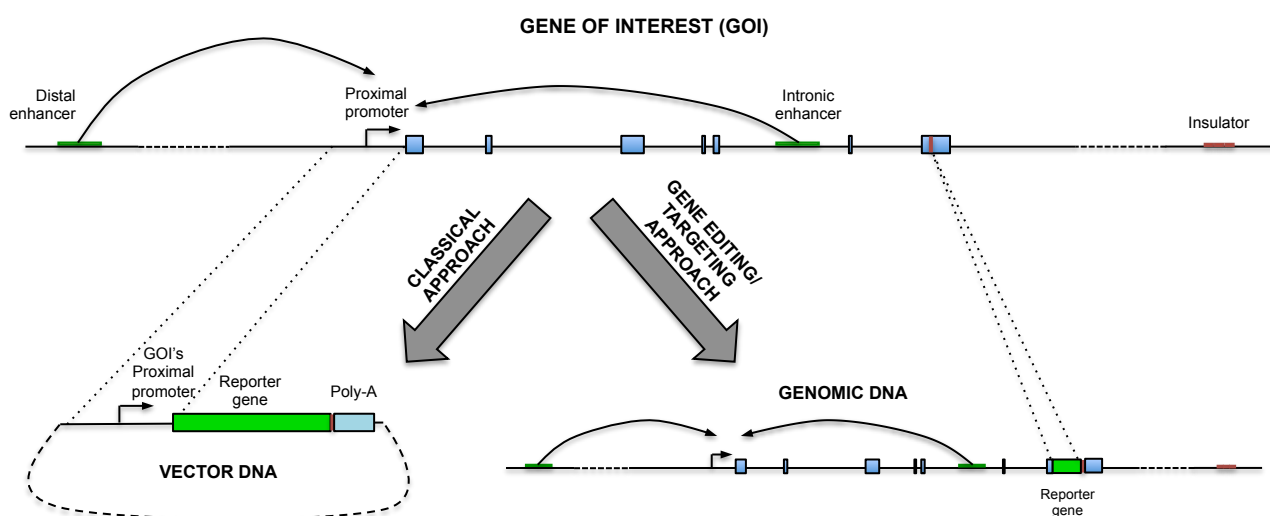 GENE OF INTEREST (GOI)
Distal
enhancer
Proximal
promoter
Intronic
enhancer
Insulator
CLASSICAL
APPROACH
GENE EDITING/
TARGETING
APPROACH
GOI's
Proximal
promoter
Reporter
gene
Poly-A
VECTOR DNA
GENOMIC DNA
Reporter
gene